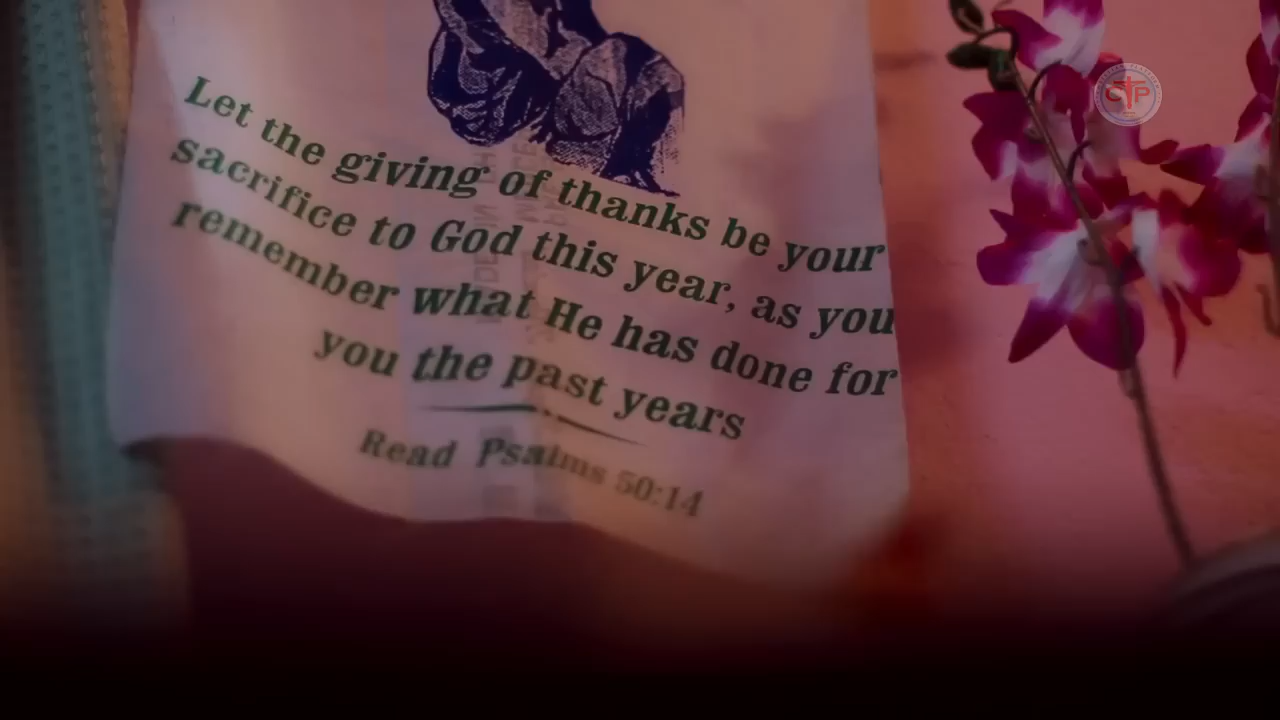 Let the giving of thanks be your
sacrifice to God this year, as you
remember what He has done for
you the past years
Read Psalms 50:14
CTP